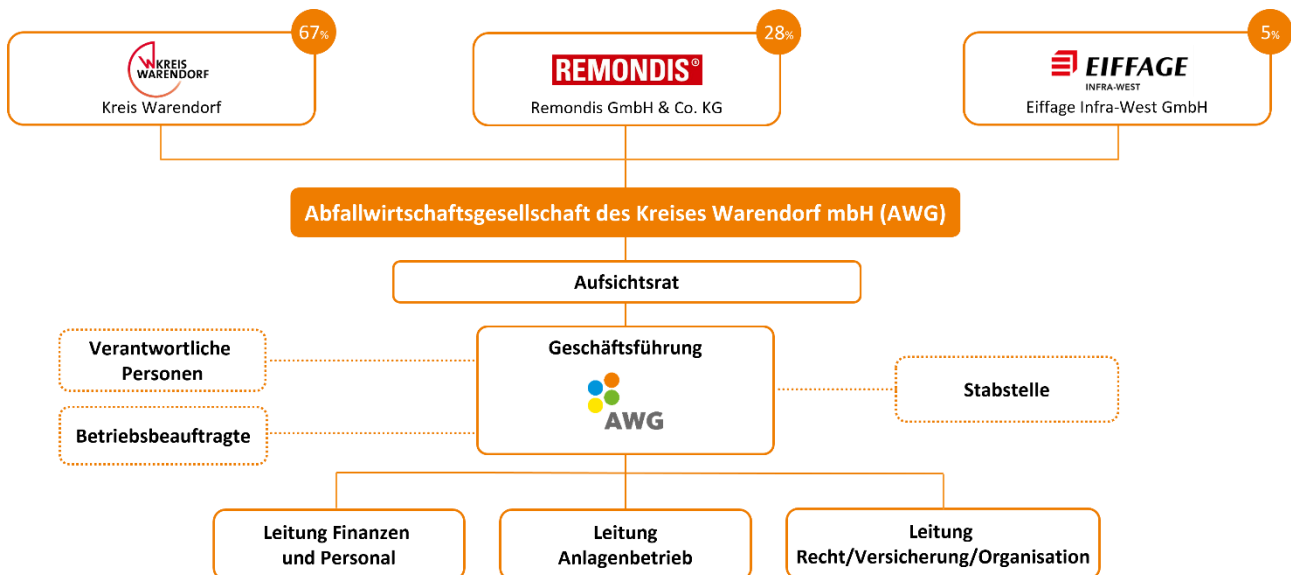 67%
28%
5%
KREIS
WARENDORF
Kreis Warendorf
REMONDIS®
Remondis GmbH & Co. KG
EIFFAGE
INFRA-WEST
Eiffage Infra-West GmbH
Abfallwirtschaftsgesellschaft des Kreises Warendorf mbH (AWG)
Aufsichtsrat
Verantwortliche
Personen
Geschäftsführung
AWG
Stabstelle
Betriebsbeauftragte
Leitung Finanzen
und Personal
Leitung
Anlagenbetrieb
Leitung
Recht/Versicherung/Organisation